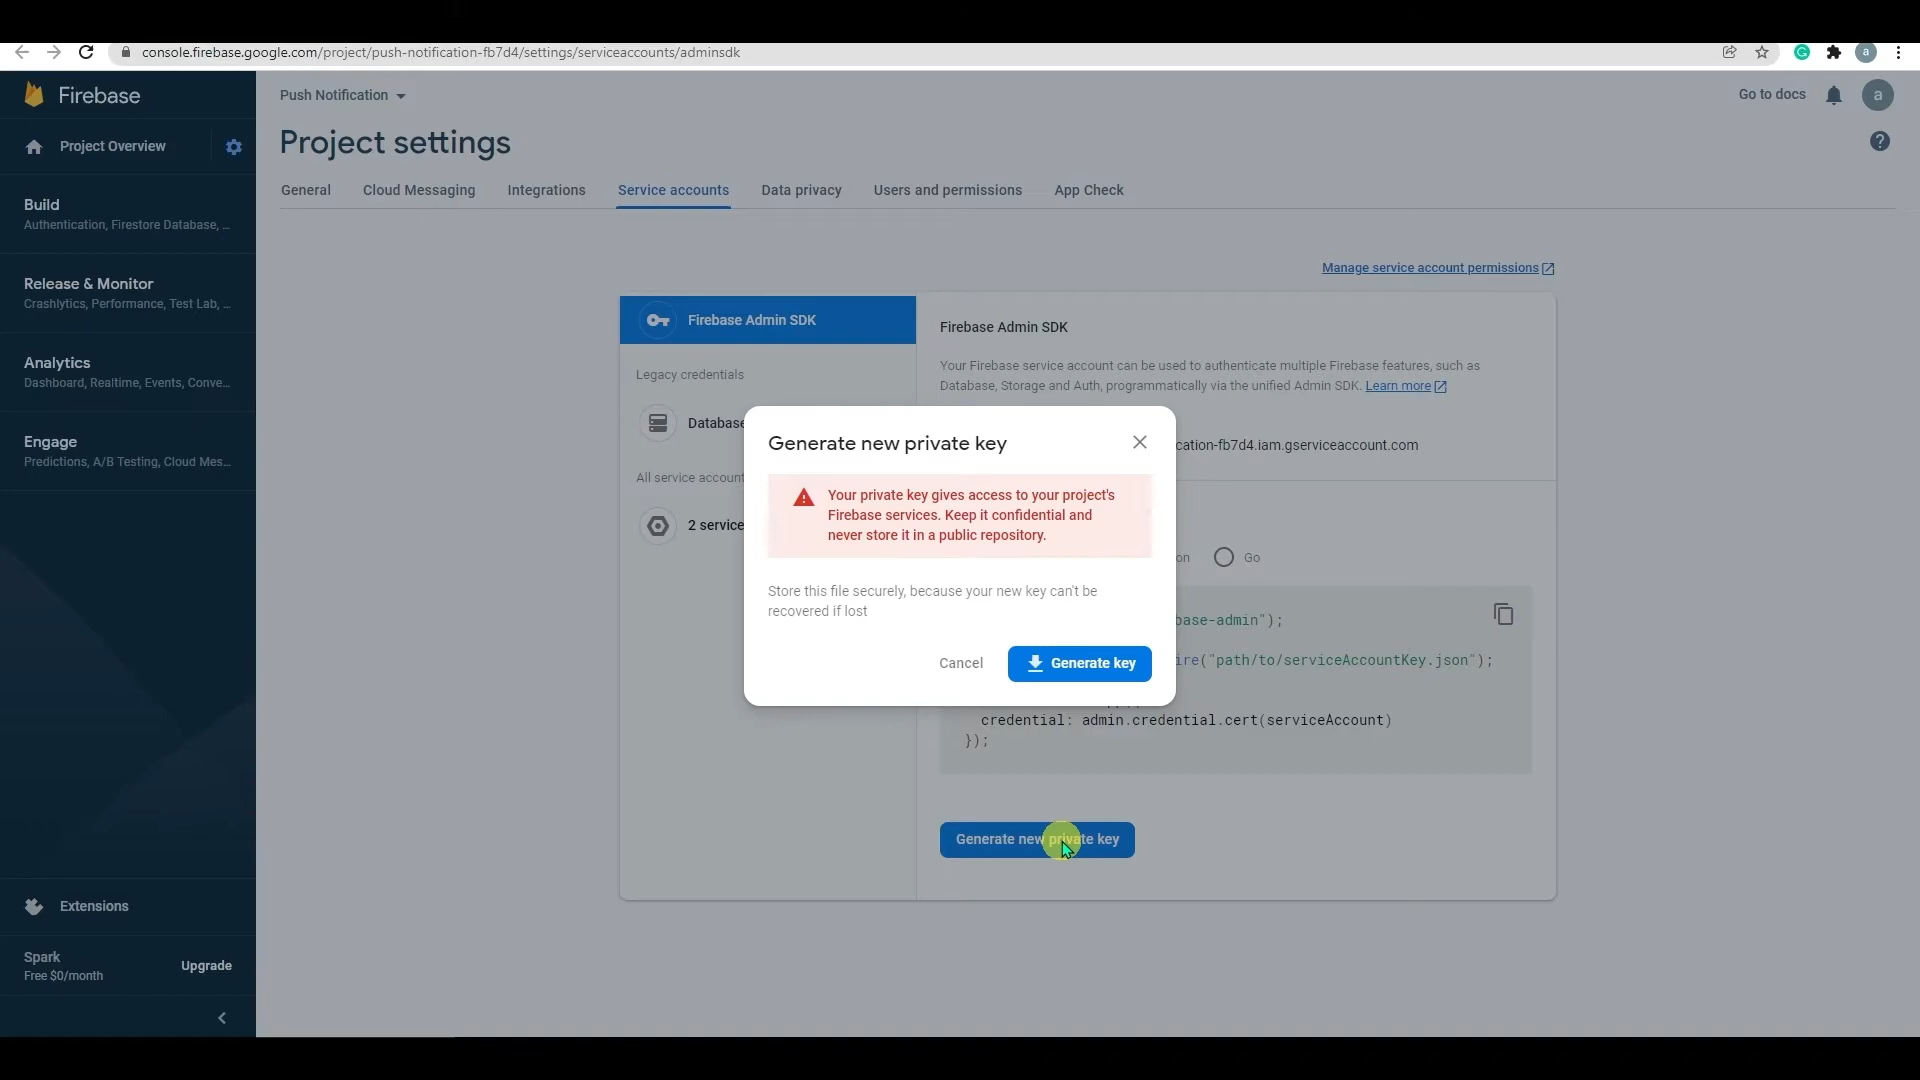 console.firebase.google.com/project/push-notification-fb7d4/settings/serviceaccounts/adminsdk
a
Firebase
Push Notification
Go to docs
a
Project Overview
Project settings
General Cloud Messaging Integrations Service accounts Data privacy Users and permissions App Check
Build
Authentication, Firestore Database, ...
Release & Monitor
Crashlytics, Performance, Test Lab, ...
Analytics
Dashboard, Realtime, Events, Conve...
Engage
Predictions, A/B Testing, Cloud Mes...
Extensions
Spark
Free $0/month
Upgrade
Manage service account permissions
Firebase Admin SDK
Legacy credentials
Database
All service account
2 service
Firebase Admin SDK
Your Firebase service account can be used to authenticate multiple Firebase features, such as
Database, Storage and Auth, programmatically via the unified Admin SDK. Learn more
cation-fb7d4.iam.gserviceaccount.com
on Go
base-admin");
ire("path/to/serviceAccountKey.json");
credential: admin.credential.cert(serviceAccount)
});
Generate new private key
Generate new private key
Your private key gives access to your project's
Firebase services. Keep it confidential and
never store it in a public repository.
Store this file securely, because your new key can't be
recovered if lost
Cancel
Generate key